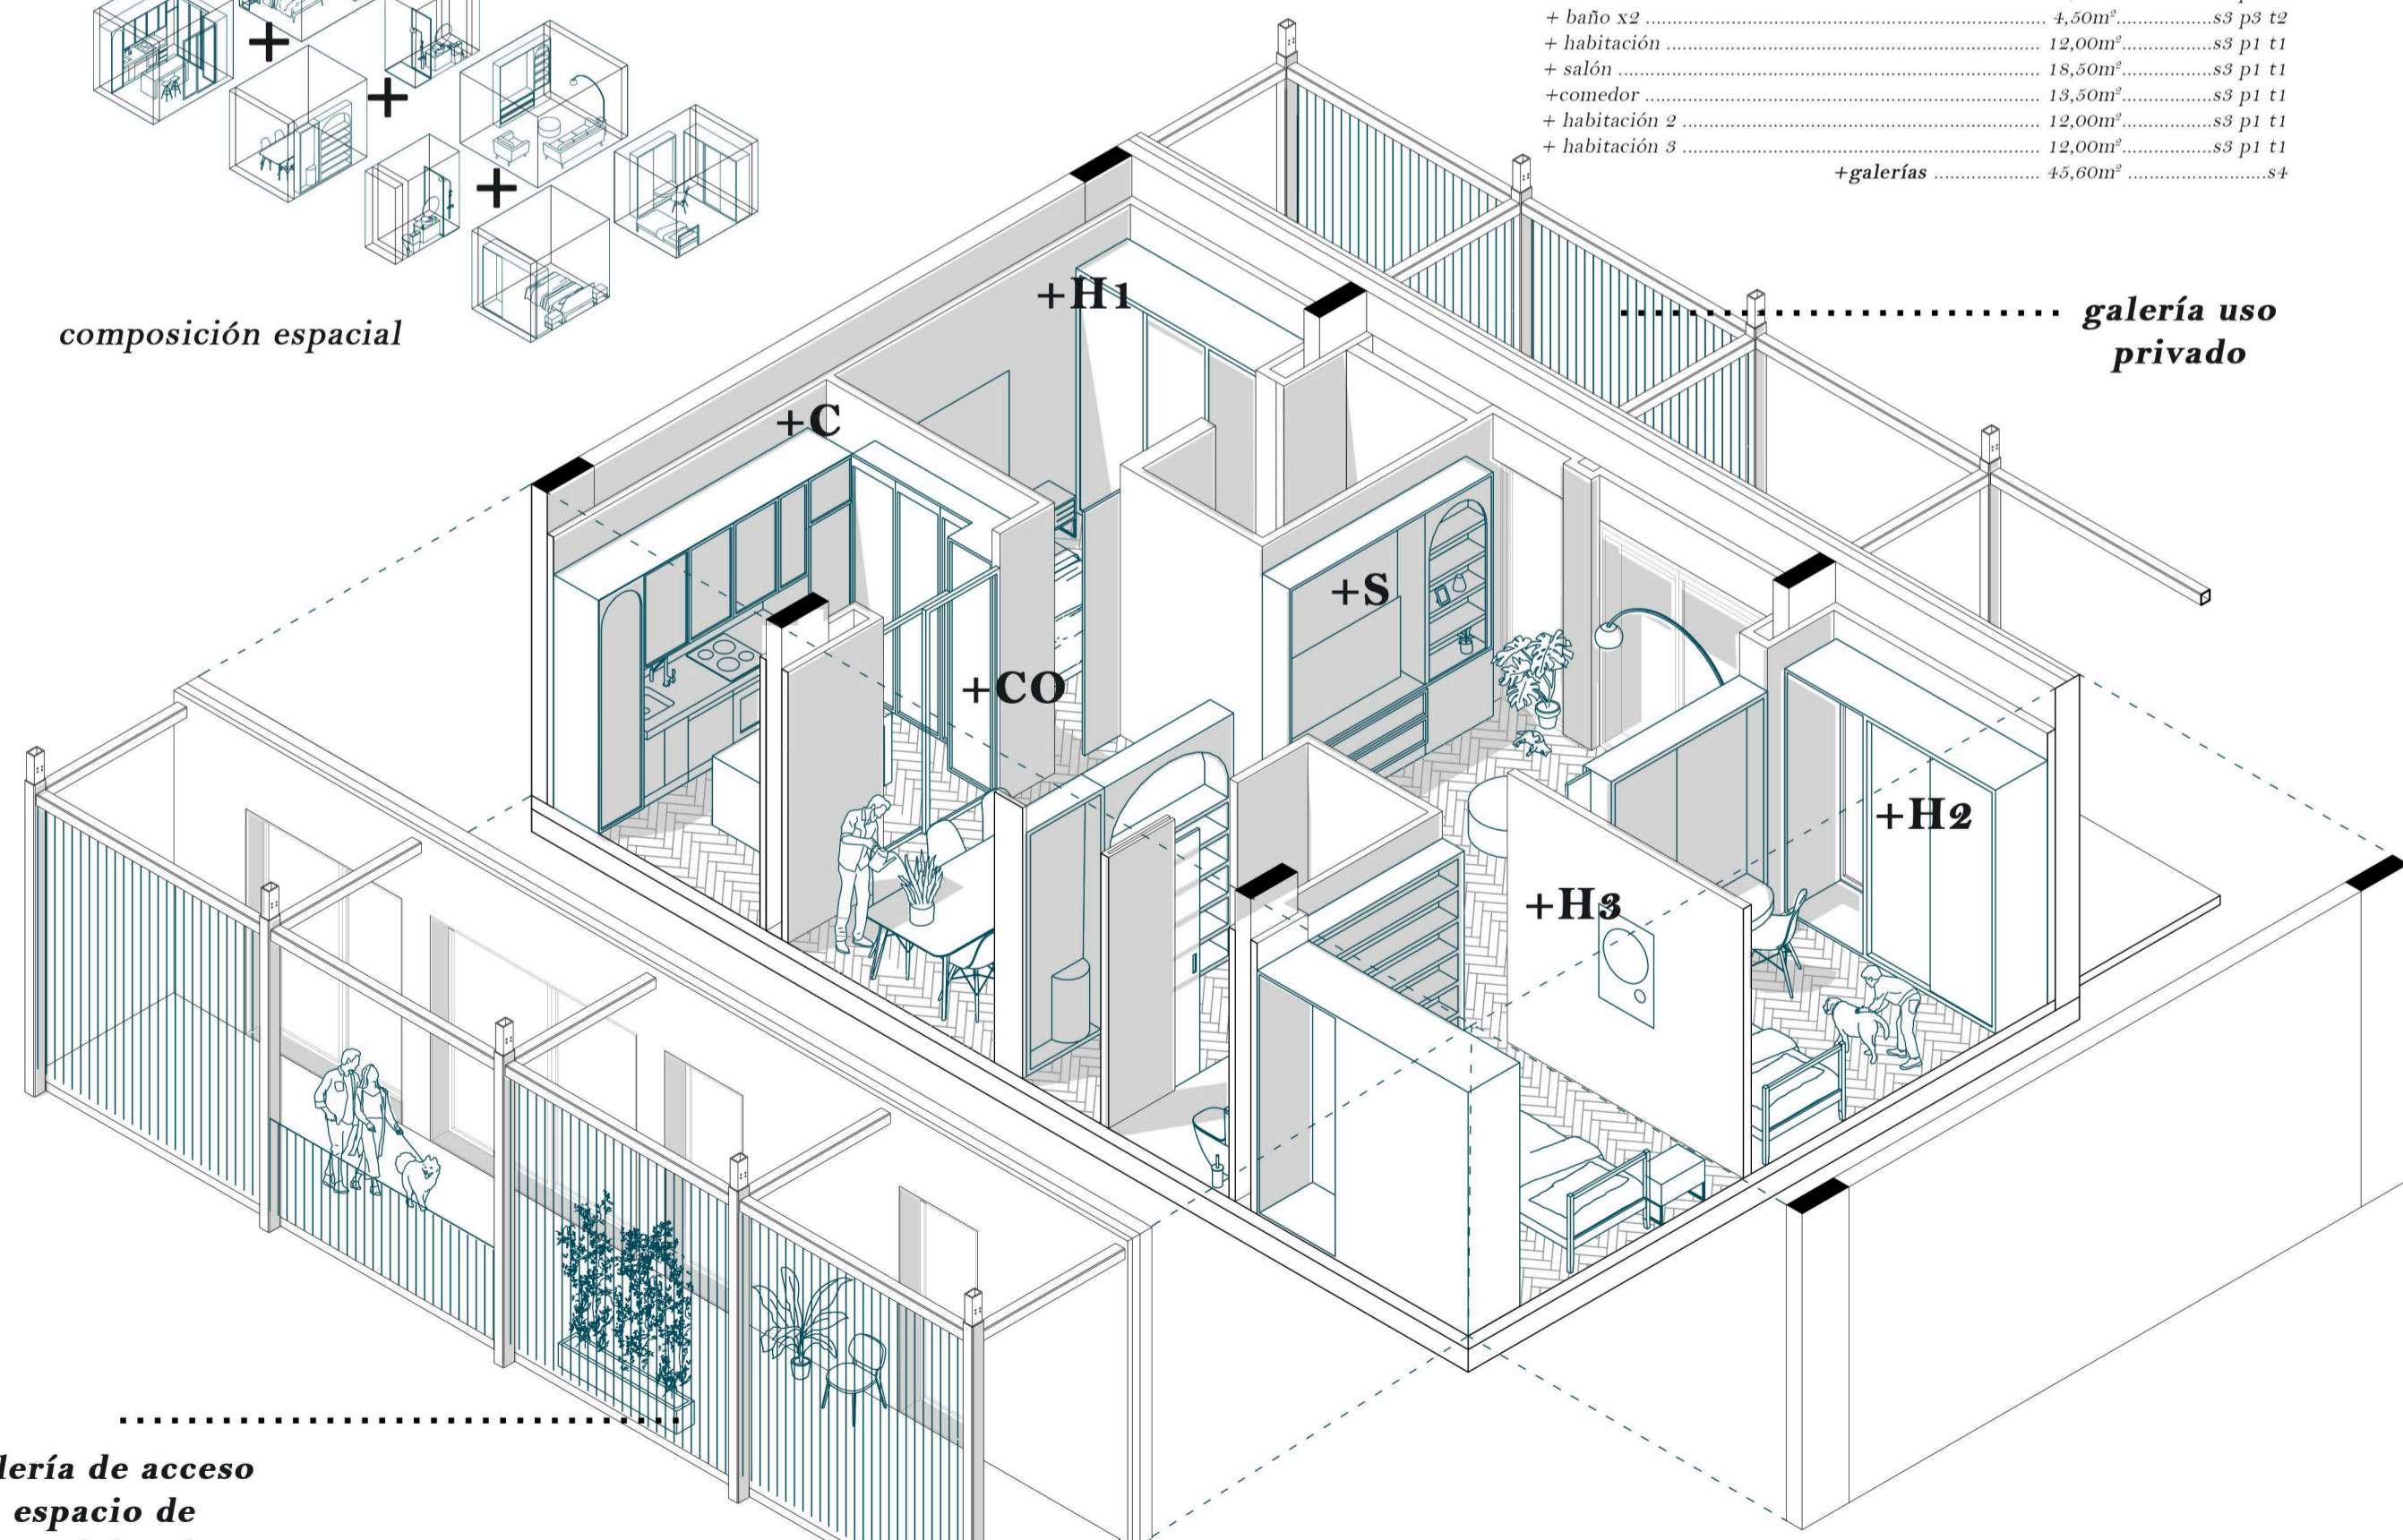 + baño x2 ........ 4,50m² ........ s3 p3 t2
+ habitación ........ 12,00m² ........ s3 p1 t1
+ salón ........ 18,50m² ........ s3 p1 t1
+comedor ........ 13,50m² ........ s3 p1 t1
+ habitación 2 ........ 12,00m² ........ s3 p1 t1
+ habitación 3 ........ 12,00m² ........ s3 p1 t1
+galerías ........ 45,60m² ........ s4
composición espacial
+H1
galería uso
privado
+C
+S
+CO
+H2
+H3
lería de acceso
espacio de